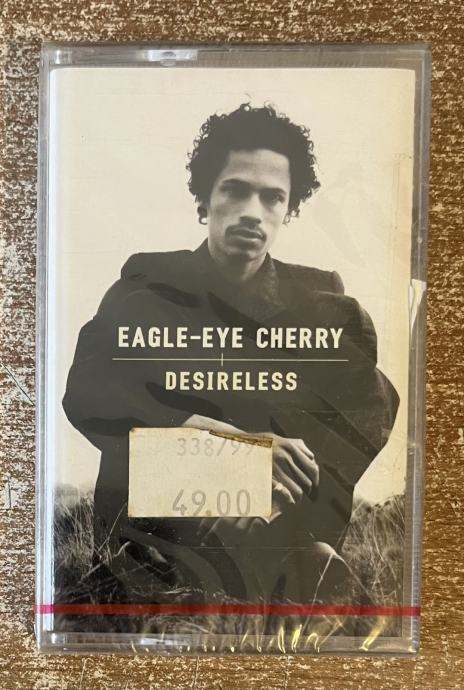 EAGLE-EYE CHERRY
DESIRELESS
338/99
49.00